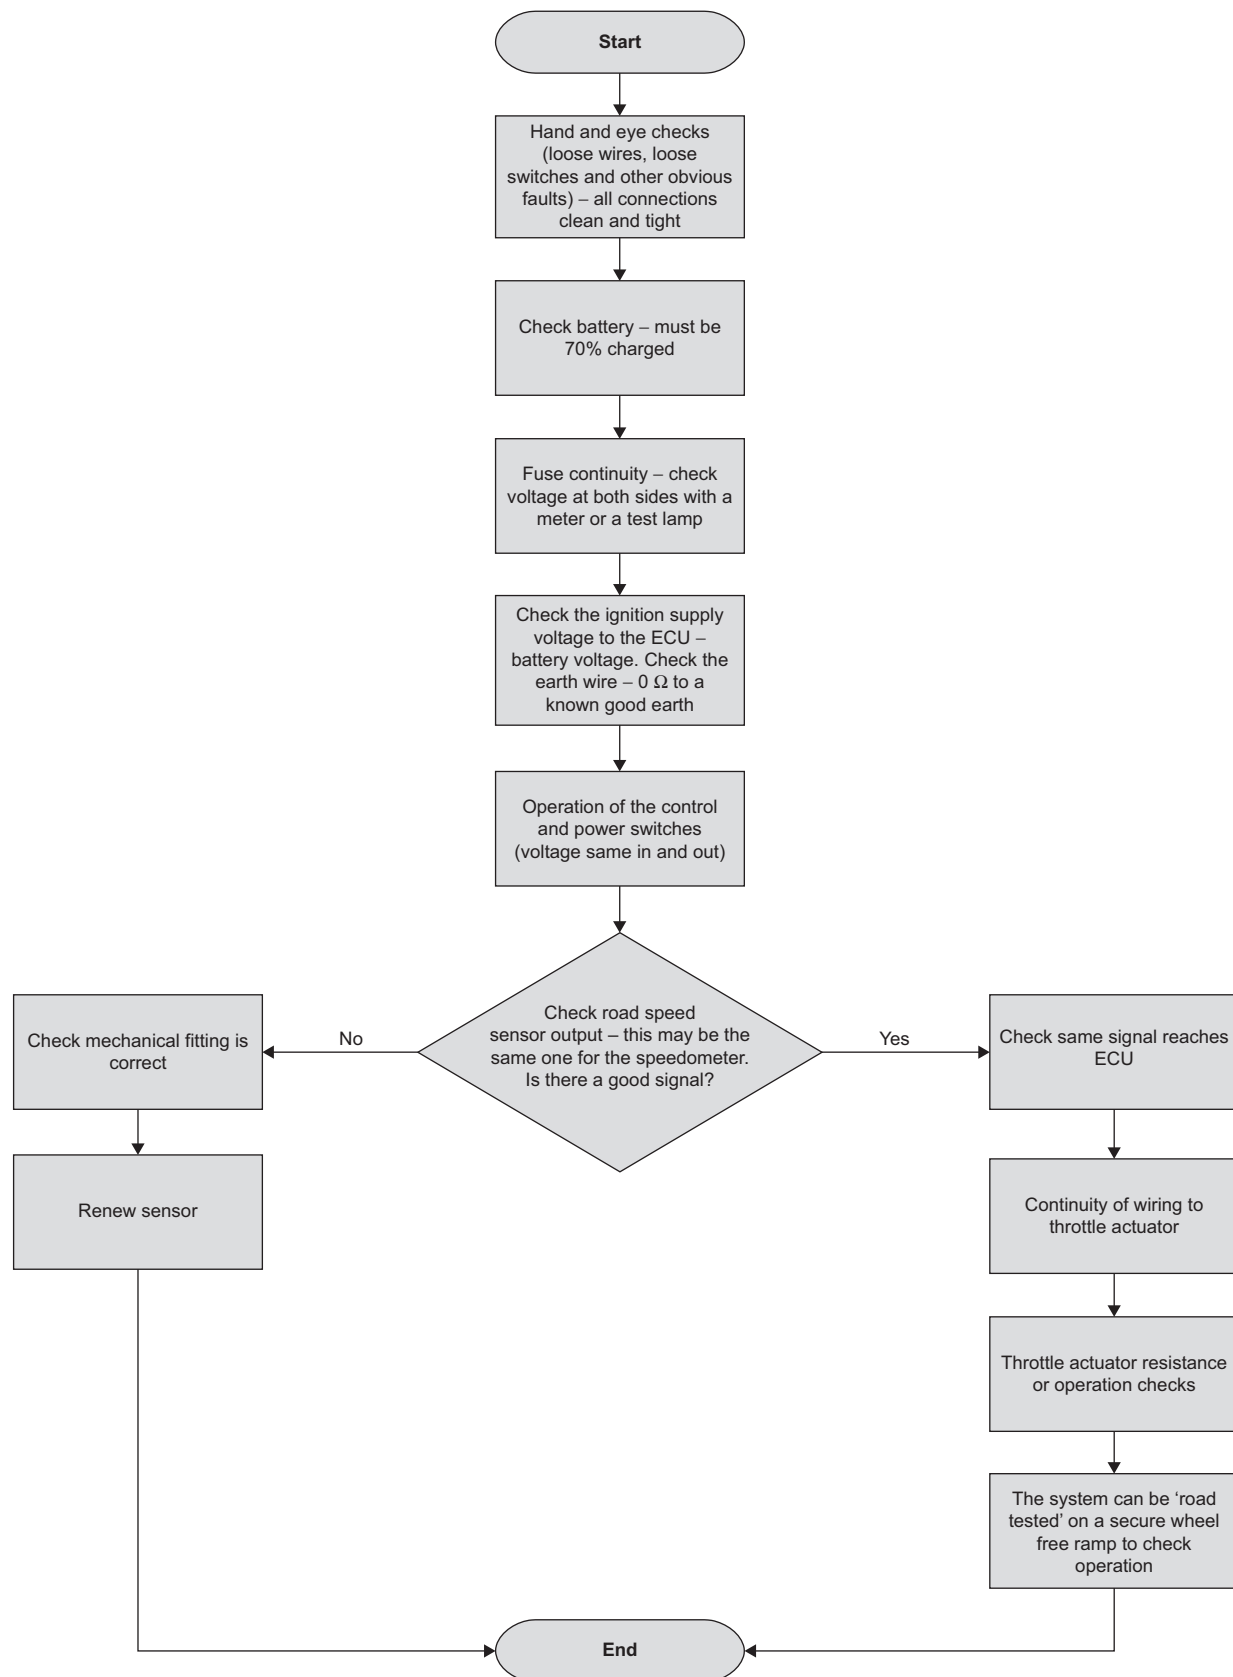 Start
Hand and eye checks
(loose wires, loose
switches and other obvious
faults) – all connections
clean and tight
Check battery – must be
70% charged
Fuse continuity – check
voltage at both sides with a
meter or a test lamp
Check the ignition supply
voltage to the ECU –
battery voltage. Check the
earth wire – 0 Ω to a
known good earth
Operation of the control
and power switches
(voltage same in and out)
Check road speed
sensor output – this may be the
same one for the speedometer.
Is there a good signal?
No
Check mechanical fitting is
correct
Renew sensor
Yes
Check same signal reaches
ECU
Continuity of wiring to
throttle actuator
Throttle actuator resistance
or operation checks
The system can be ‘road
tested’ on a secure wheel
free ramp to check
operation
End